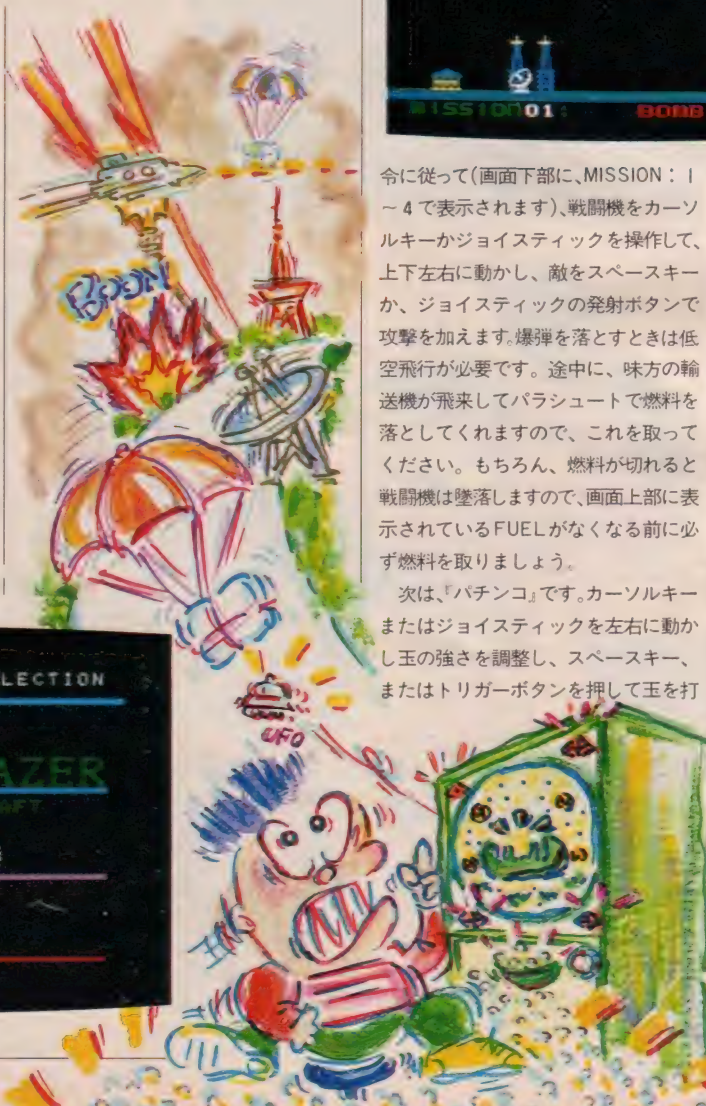 MISSION 01
BOMB
令に従って(画面下部に、MISSION：1
～4で表示されます)、戦闘機をカーソ
ルキーかジョイスティックを操作して、
上下左右に動かし、敵をスペースキー
か、ジョイスティックの発射ボタンで
攻撃を加えます。爆弾を落とすときは低
空飛行が必要です。途中に、味方の輸
送機が飛来してパラシュートで燃料を
落としてくれますので、これを取って
ください。もちろん、燃料が切れると
戦闘機は墜落しますので、画面上部に表
示されているFUELがなくなる前に必
ず燃料を取りましょう。
次は、『パチンコ』です。カーソルキー
またはジョイスティックを左右に動か
し玉の強さを調整し、スペースキー、
またはトリガーボタンを押して玉を打
BOON
LECTION
AZER
AFT
UFO